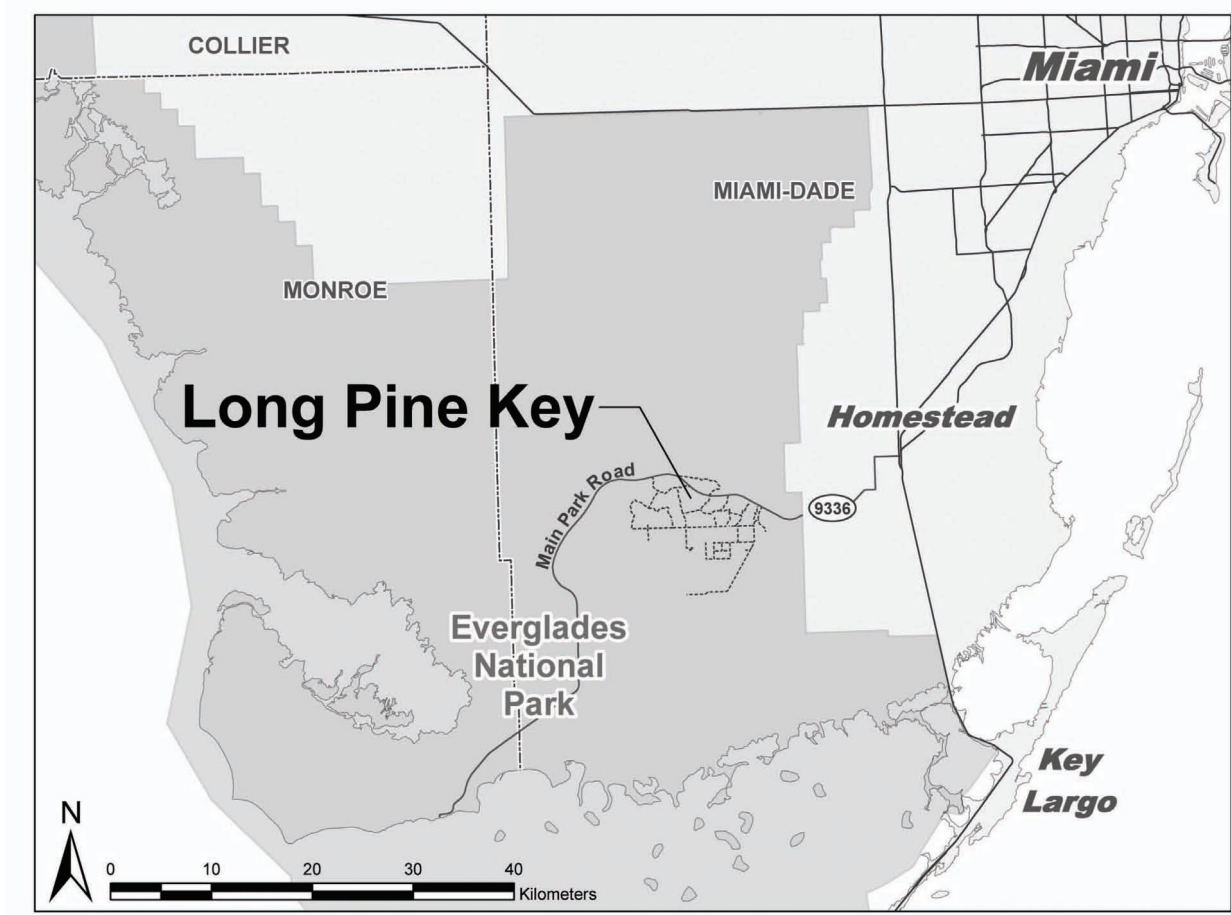 COLLIER
Miami
MIAMI-DADE
MONROE
Long Pine Key
Homestead
Main Park Road
9336
Everglades
National
Park
Key
Largo
N
0 10 20 30 40
Kilometers